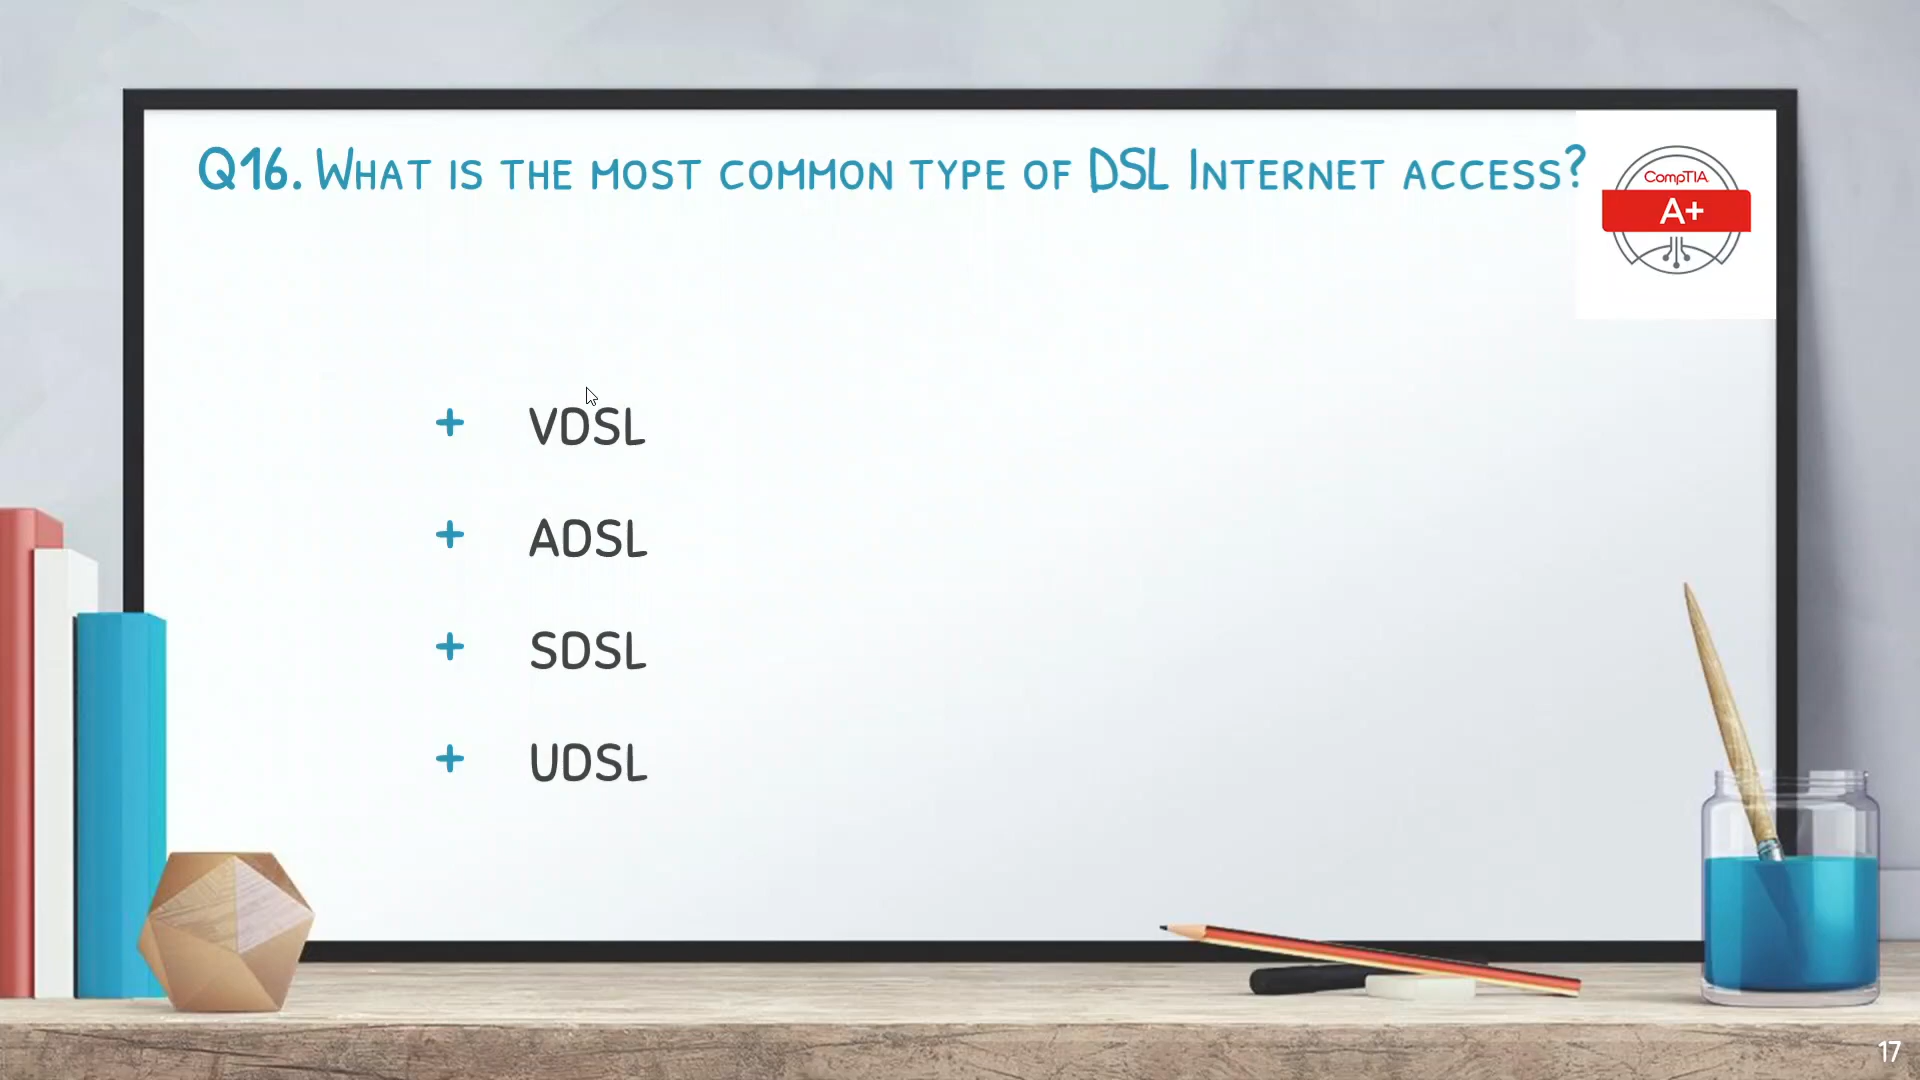 Q16. What is the most common type of DSL Internet access?
CompTIA
A+
+ VDSL
+ ADSL
+ SDSL
+ UDSL
17